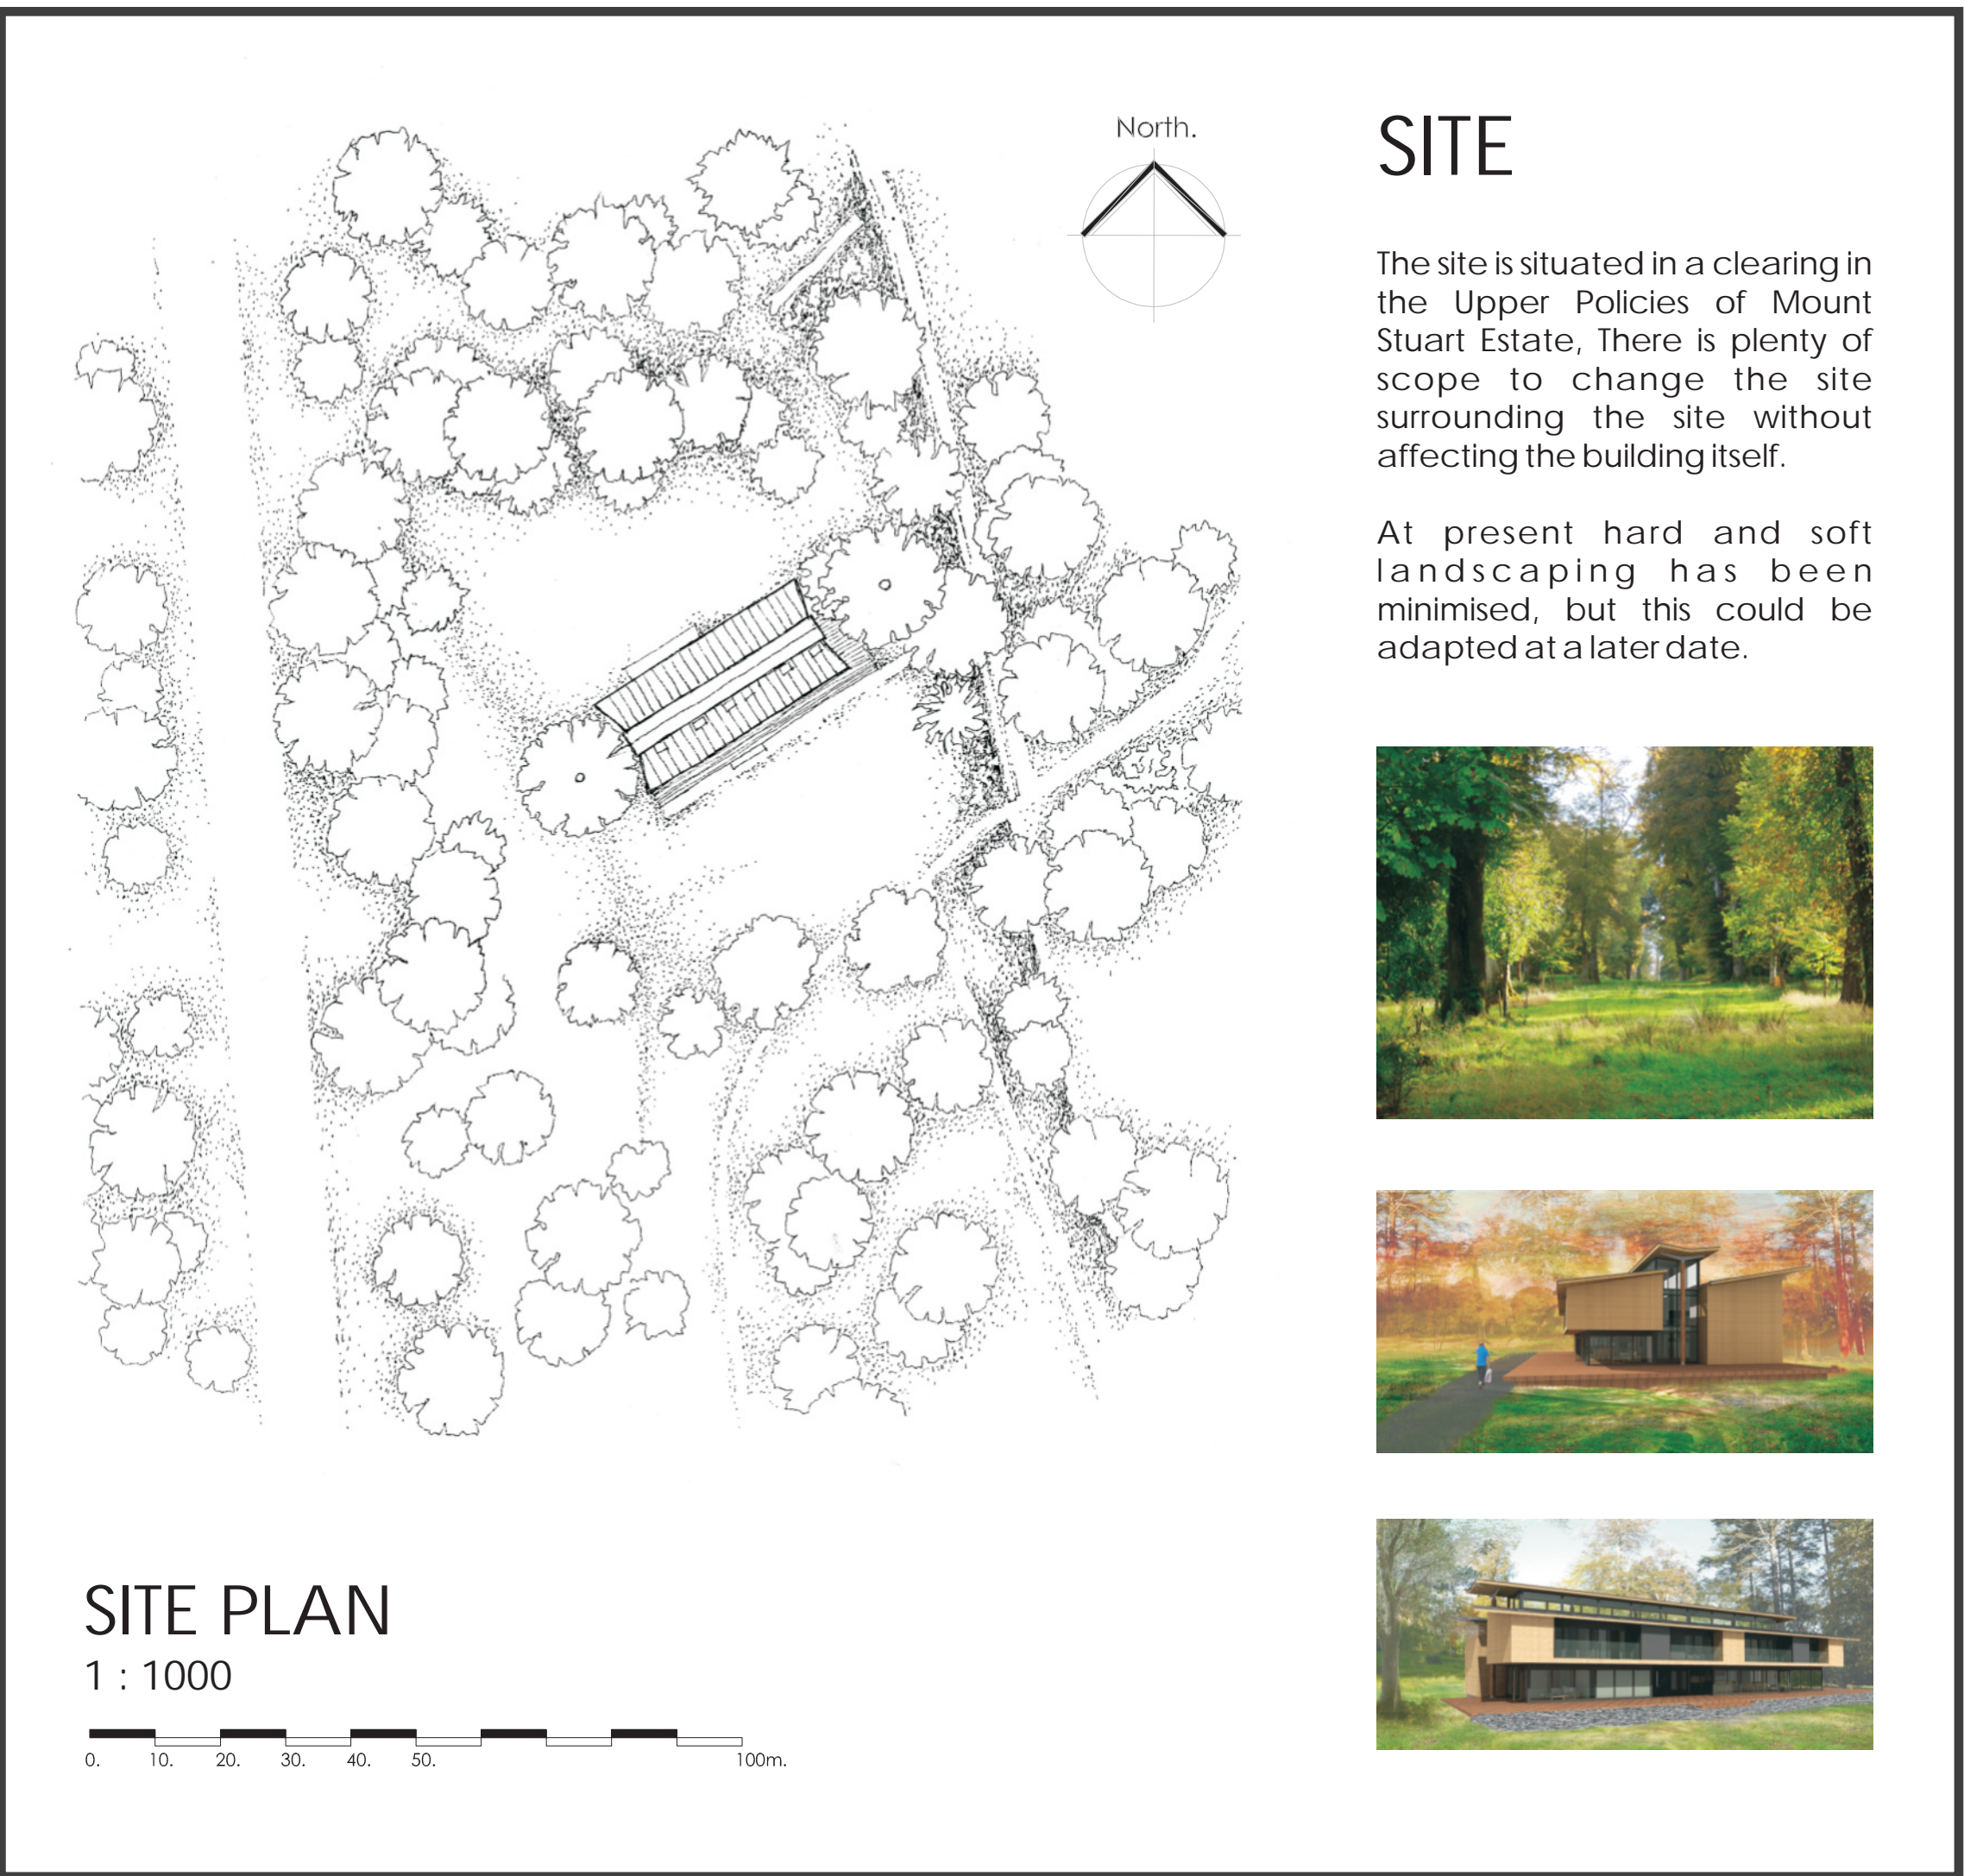 North.
SITE
The site is situated in a clearing in
the Upper Policies of Mount
Stuart Estate, There is plenty of
scope to change the site
surrounding the site without
affecting the building itself.
At present hard and soft
landscaping has been
minimised, but this could be
adapted at a later date.
SITE PLAN
1 : 1000
0. 10. 20. 30. 40. 50. 100m.